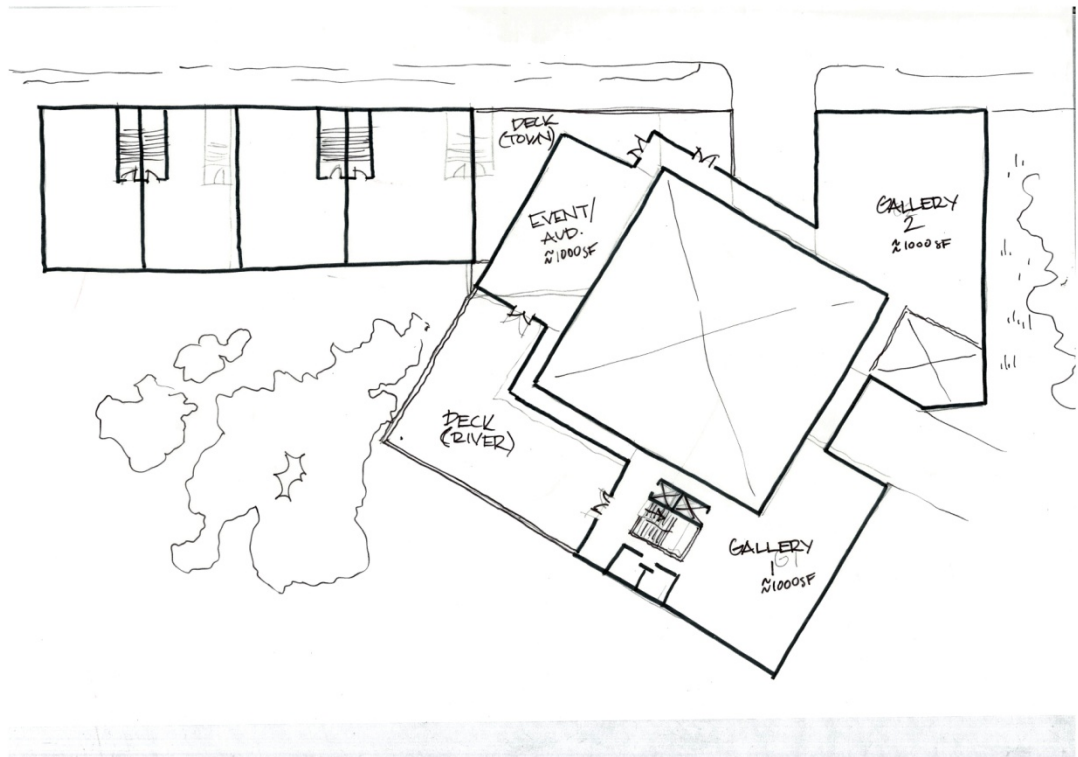 DECK
(TOWN)
EVENT/
AUD.
≈1000SF
GALLERY
2
≈1000SF
DECK
(RIVER)
GALLERY
1
≈1000SF